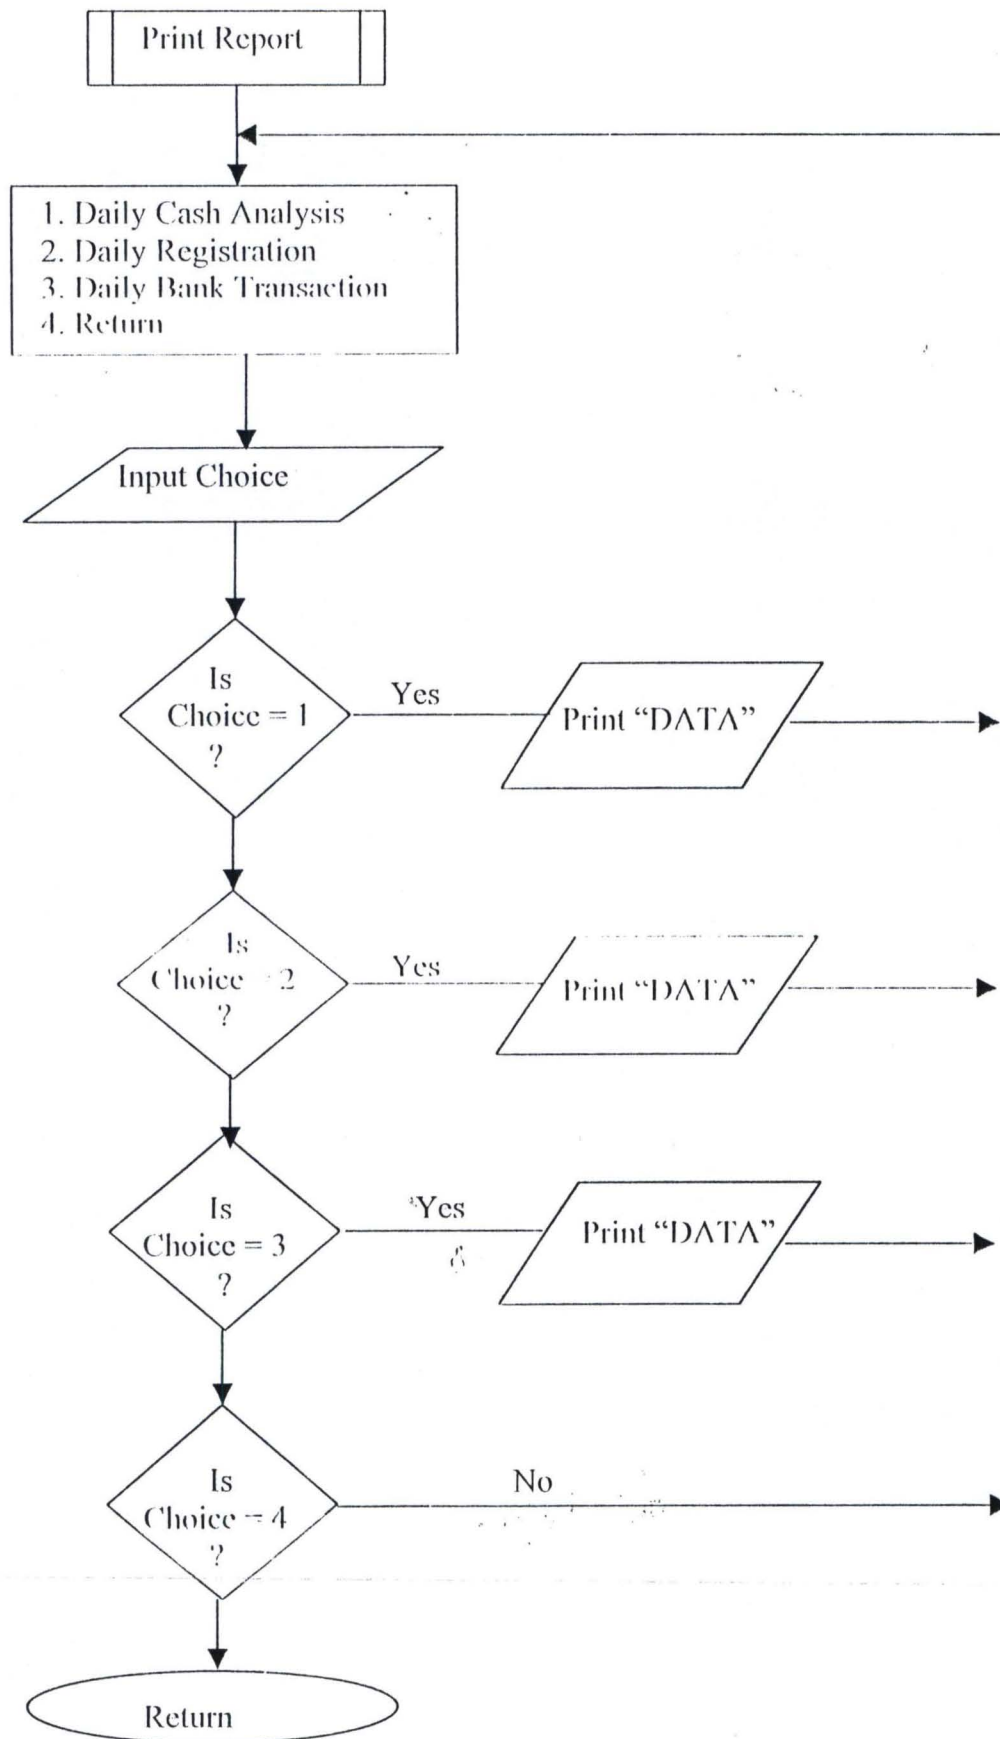 Print Report
1. Daily Cash Analysis
2. Daily Registration
3. Daily Bank Transaction
4. Return
Input Choice
Is
Choice = 1
?
Yes
Print “DATA”
Is
Choice = 2
?
Yes
Print “DATA”
Is
Choice = 3
?
Yes
Print “DATA”
Is
Choice = 4
?
No
Return